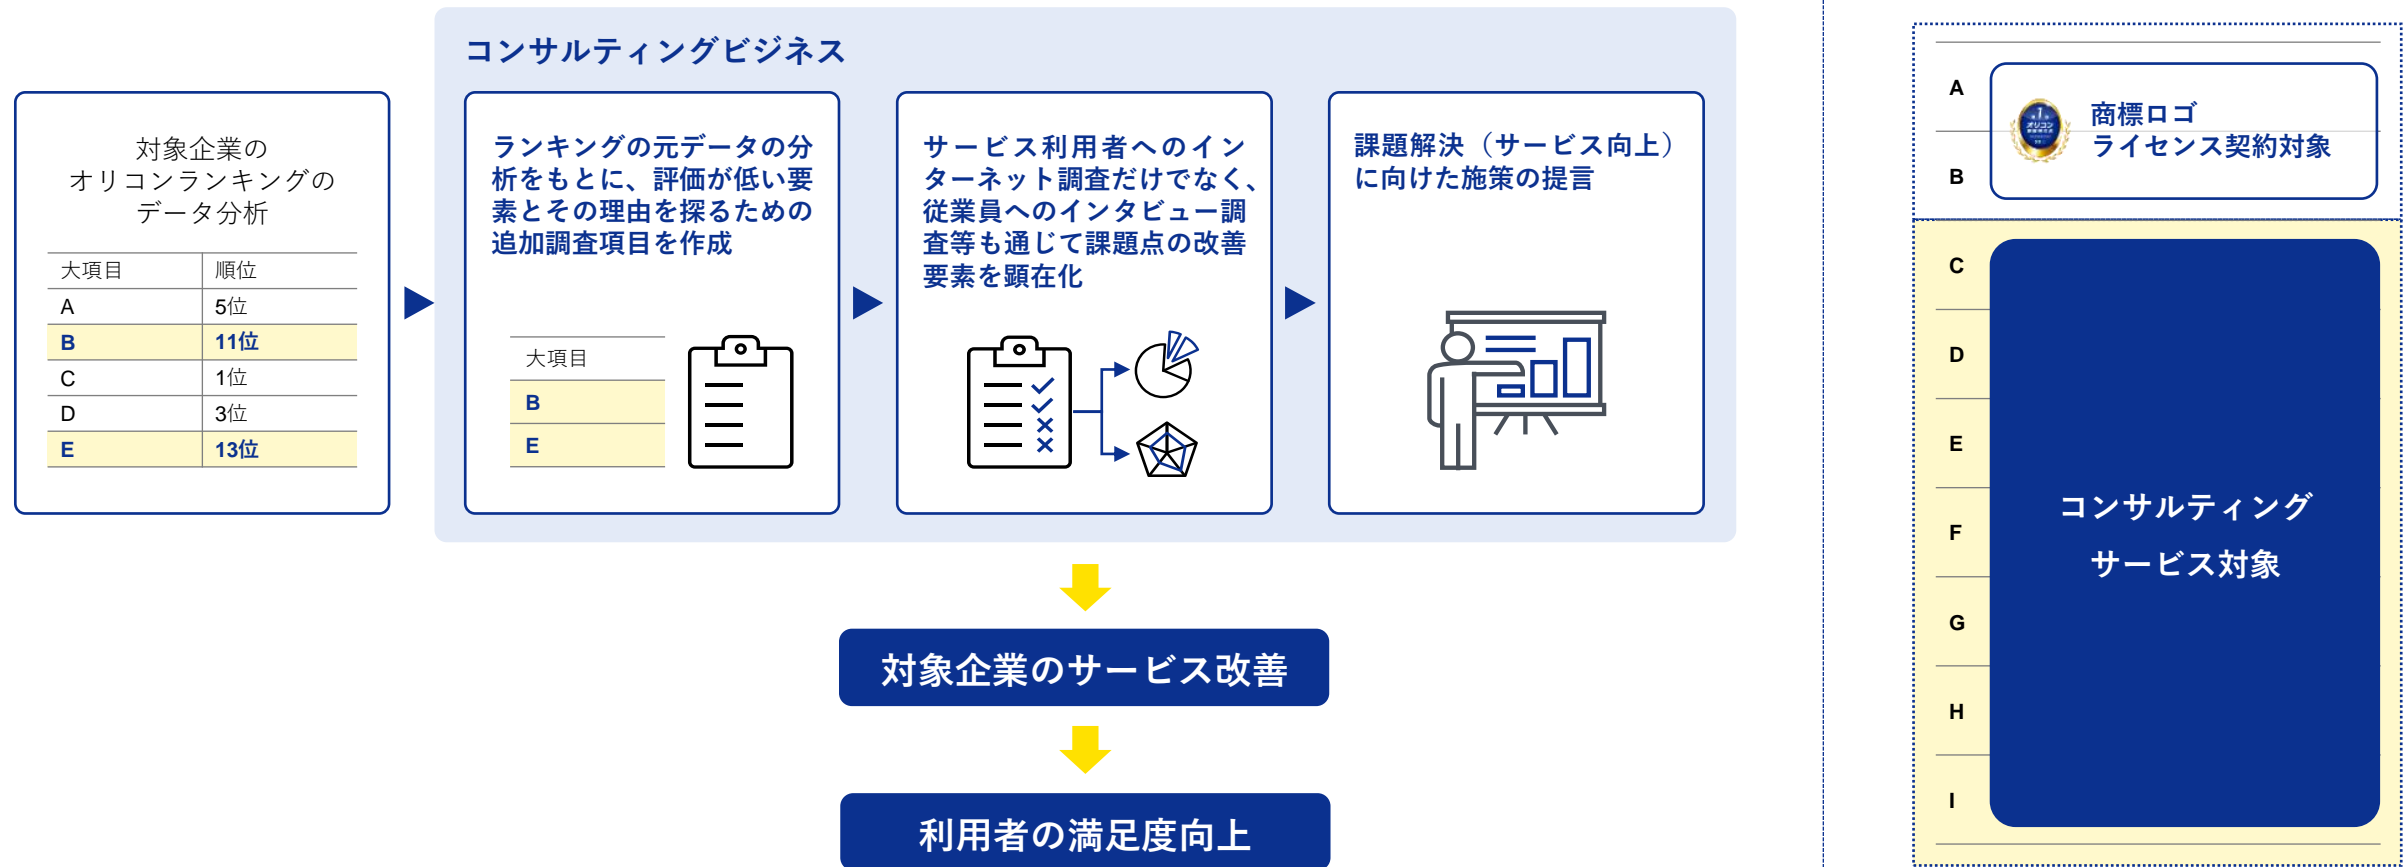 コンサルティングビジネス
対象企業の
オリコンランキングの
データ分析
大項目 順位
A 5位
B 11位
C 1位
D 3位
E 13位
ランキングの元データの分
析をもとに、評価が低い要
素とその理由を探るための
追加調査項目を作成
大項目
B
E
サービス利用者へのイン
ターネット調査だけでなく、
従業員へのインタビュー調
査等も通じて課題点の改善
要素を顕在化
課題解決（サービス向上）
に向けた施策の提言
対象企業のサービス改善
利用者の満足度向上
A
B
オリコン
商標ロゴ
ライセンス契約対象
C
D
E
F
G
H
I
コンサルティング
サービス対象